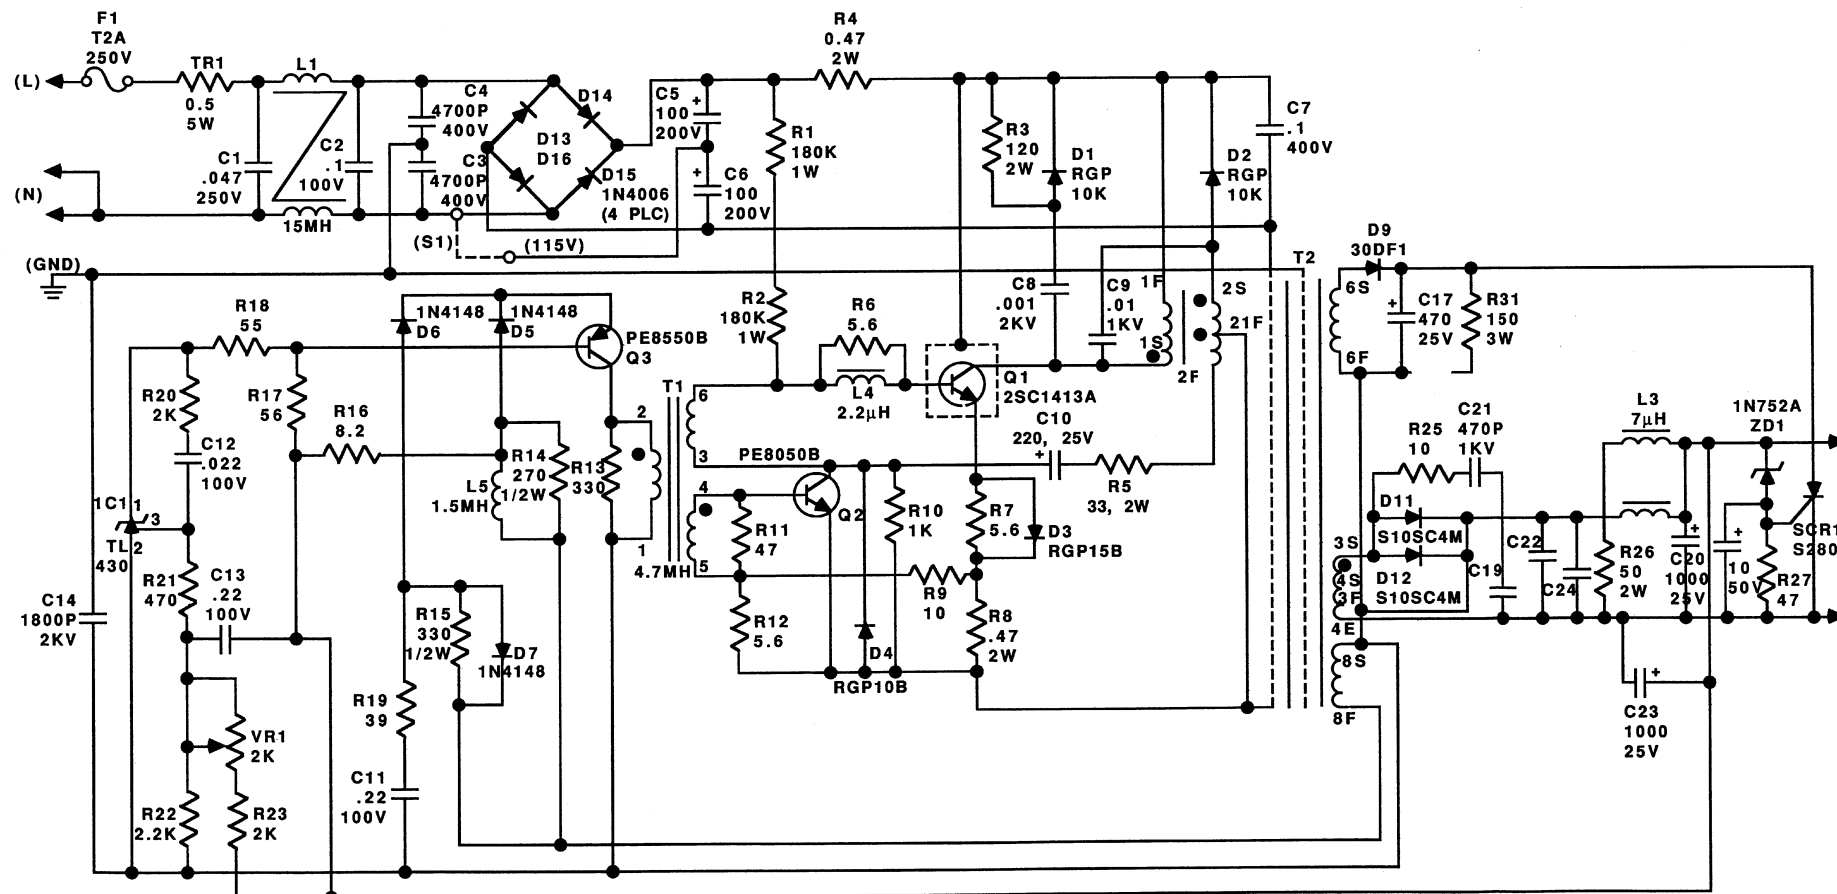 F1
T2A
250V
(L)
TR1
0.5
5W
L1
15MH
(N)
C1
.047
250V
C2
.1
100V
C4
4700P
400V
C3
4700P
400V
D14
D13
D16
D15
1N4006
(4 PLC)
(S1)
(115V)
C5
+
100
200V
C6
+
100
200V
R4
0.47
2W
R1
180K
1W
R3
120
2W
D1
RGP
10K
D2
RGP
10K
C7
.1
400V
(GND)
R18
55
1N4148
D6
1N4148
D5
PE8550B
Q3
R2
180K
1W
R6
5.6
L4
2.2µH
Q1
2SC1413A
C8
.001
2KV
C9
.01
1KV
1F
1S
2S
21F
2F
T2
D9
30DF1
6S
6F
+
C17
470
25V
R31
150
3W
R20
2K
R17
56
R16
8.2
C12
.022
100V
1C1
1
3
2
TL
430
R21
470
C13
.22
100V
C14
1800P
2KV
L5
1.5MH
R14
270
1/2W
R13
330
T1
2
1
4.7MH
6
3
4
5
PE8050B
Q2
C10
220, 25V
+
R5
33, 2W
R11
47
R10
1K
R7
5.6
D3
RGP15B
R9
10
R12
5.6
D4
RGP10B
R8
.47
2W
R15
330
1/2W
D7
1N4148
R19
39
C11
.22
100V
VR1
2K
R22
2.2K
R23
2K
R25
10
C21
470P
1KV
D11
S10SC4M
D12
S10SC4M
3S
4S
3F
4E
8S
8F
C19
C22
C24
R26
50
2W
L3
7µH
+
C20
1000
25V
+
10
50V
1N752A
ZD1
SCR1
S280
R27
47
+
C23
1000
25V